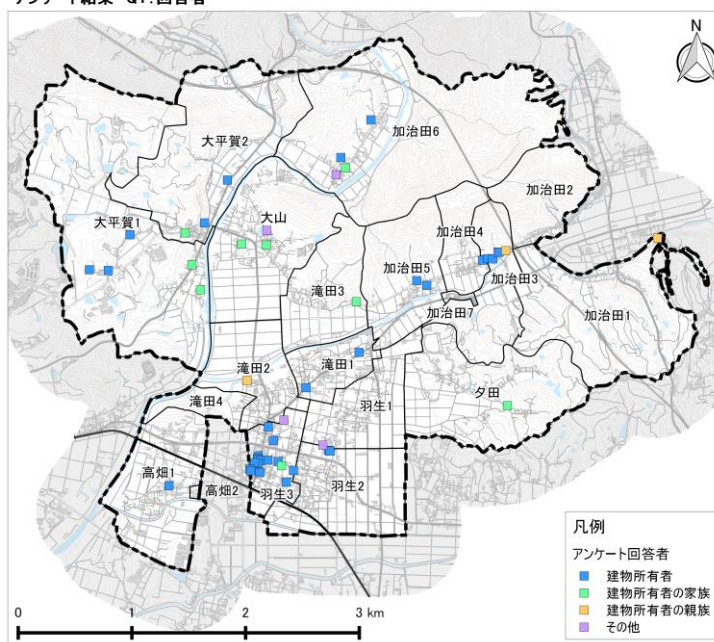 アンケート結果 Q1.回答者
N
加治田6
大平賀2
加治田2
大山
大平賀1
加治田4
加治田5
加治田3
滝田3
加治田7
加治田1
滝田1
滝田2
夕田
羽生1
滝田4
高畑1
高畑2
羽生3
羽生2
凡例
アンケート回答者
建物所有者
建物所有者の家族
建物所有者の親族
その他
0 1 2 3 km